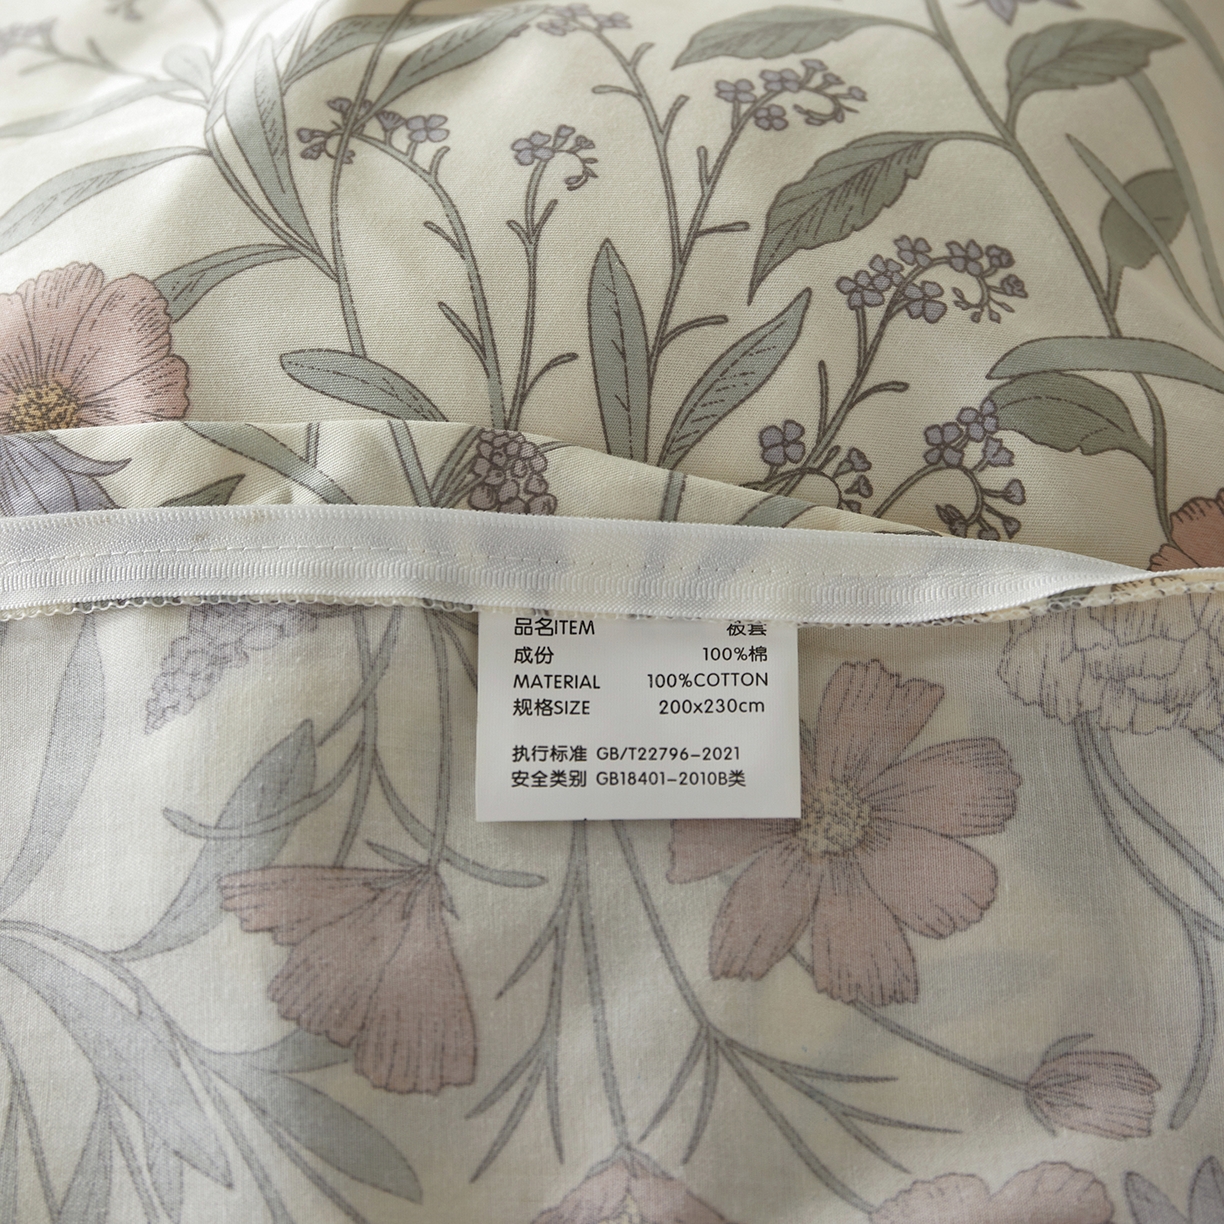 品名ITEM 被套
成份 100%棉
MATERIAL 100%COTTON
规格SIZE 200x230cm
执行标准 GB/T22796-2021
安全类别 GB18401-2010B类